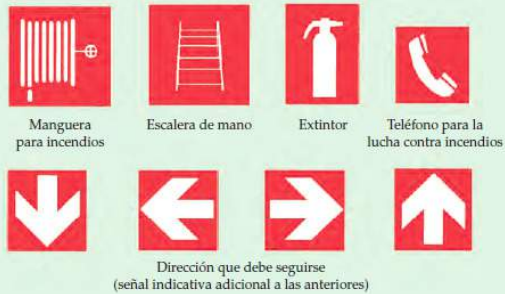 Manguera
para incendios
Escalera de mano
Extintor
Teléfono para la
lucha contra incendios
Dirección que debe seguirse
(señal indicativa adicional a las anteriores)